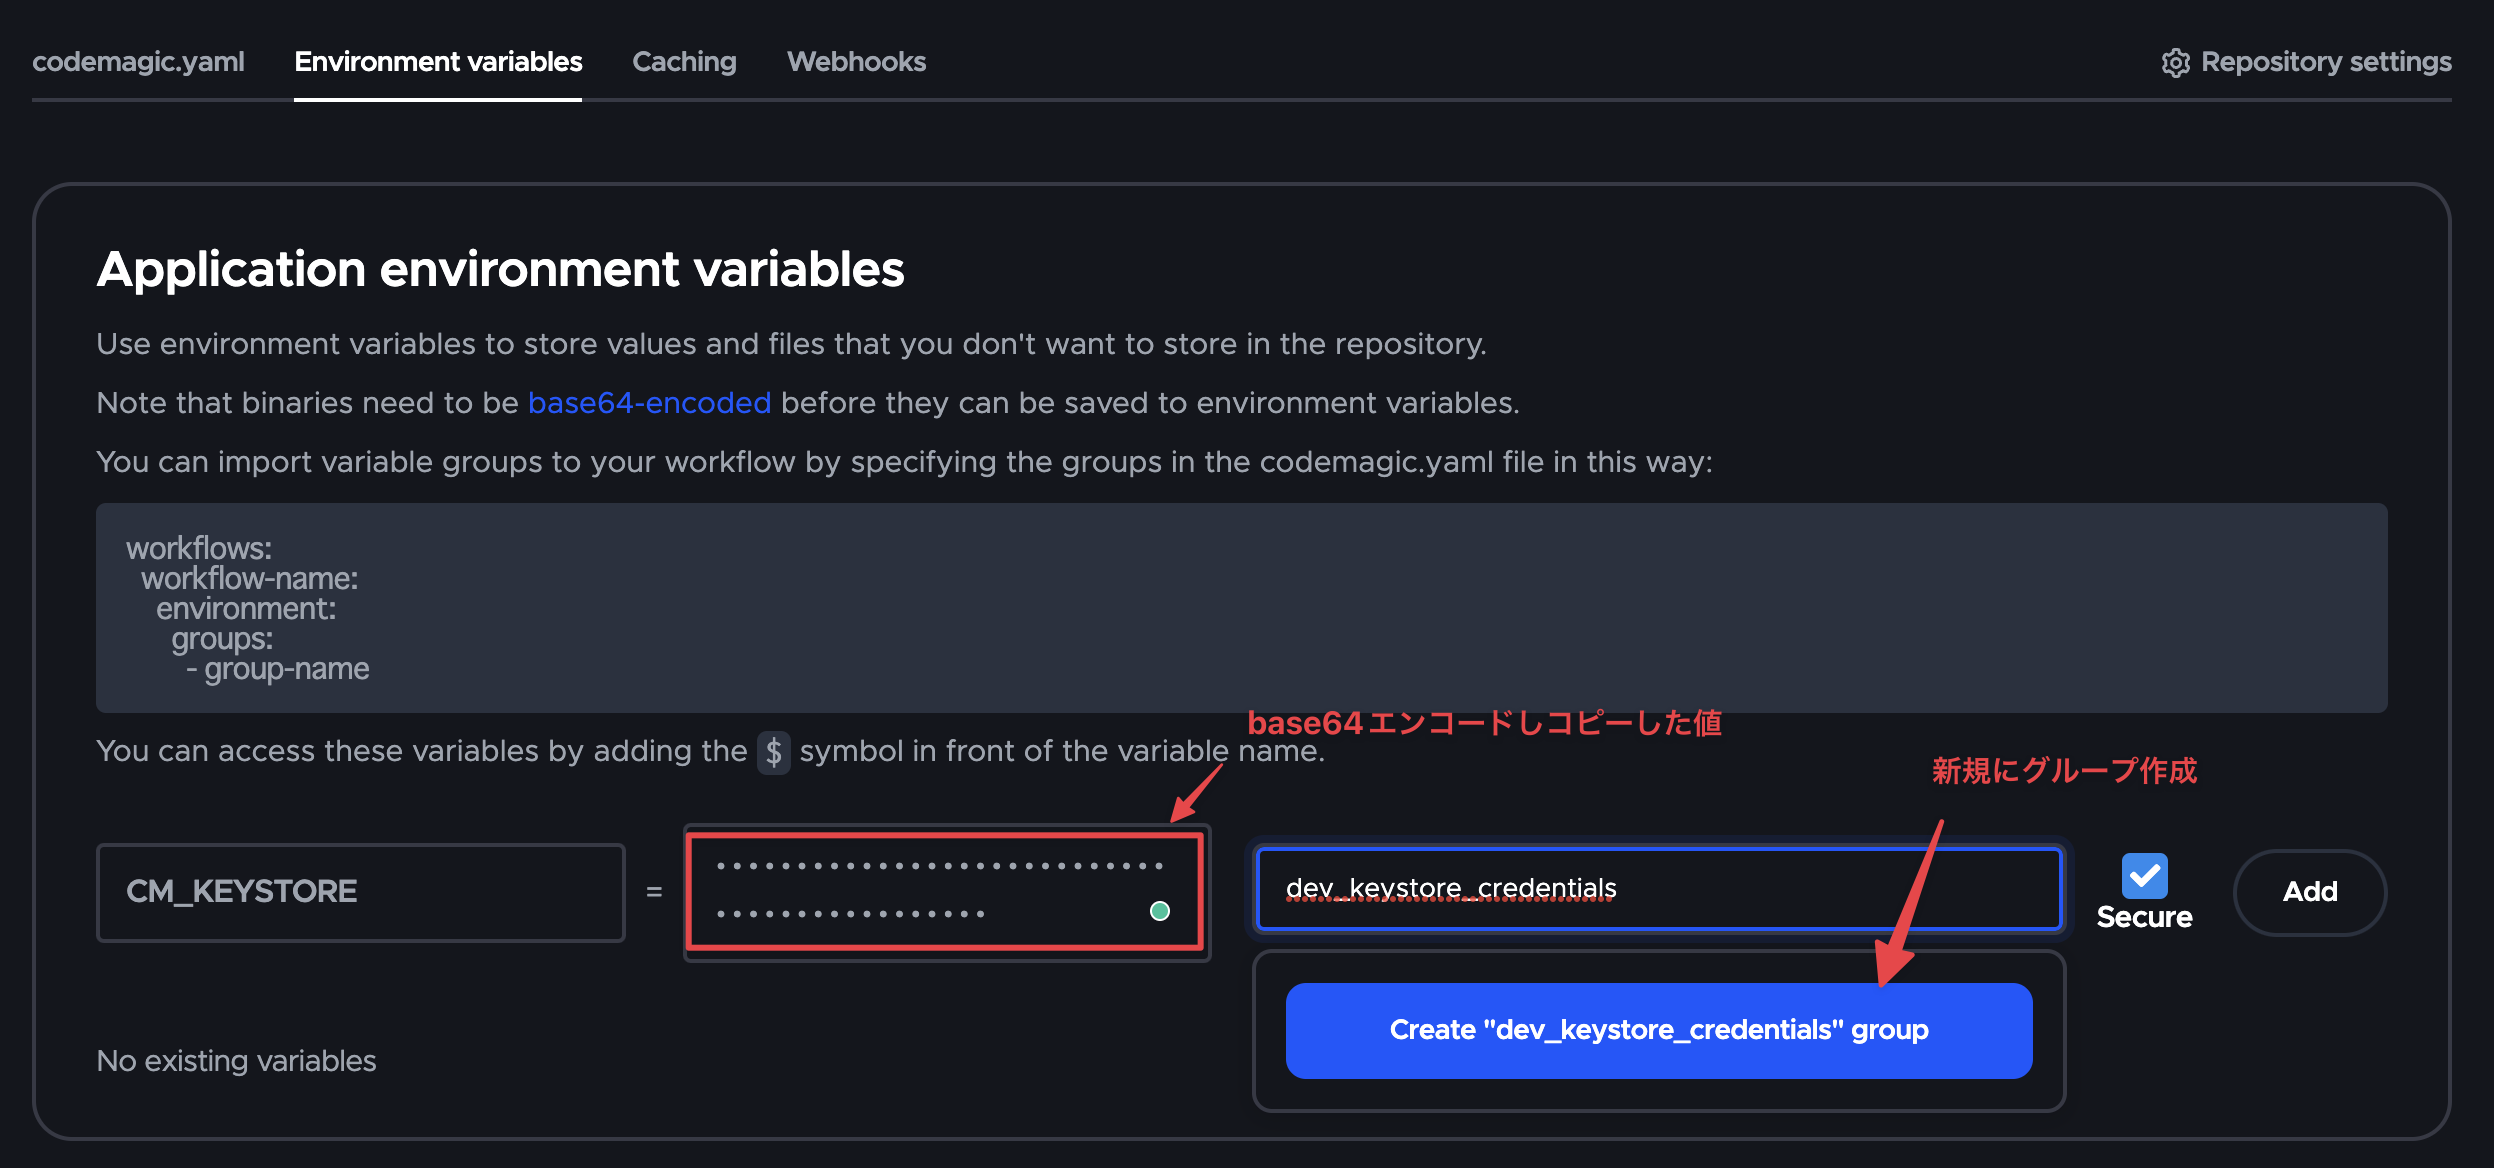 codemagic.yaml Environment variables Caching Webhooks Repository settings
Application environment variables
Use environment variables to store values and files that you don't want to store in the repository.
Note that binaries need to be base64-encoded before they can be saved to environment variables.
You can import variable groups to your workflow by specifying the groups in the codemagic.yaml file in this way:
workflows:
  workflow-name:
    environment:
      groups:
        - group-name
base64エンコードしコピーした値
You can access these variables by adding the $ symbol in front of the variable name.
新規にグループ作成
CM_KEYSTORE = •••••••••••••••••••••••••••• dev_keystore_credentials Secure Add
•••••••••••••••••
Create "dev_keystore_credentials" group
No existing variables